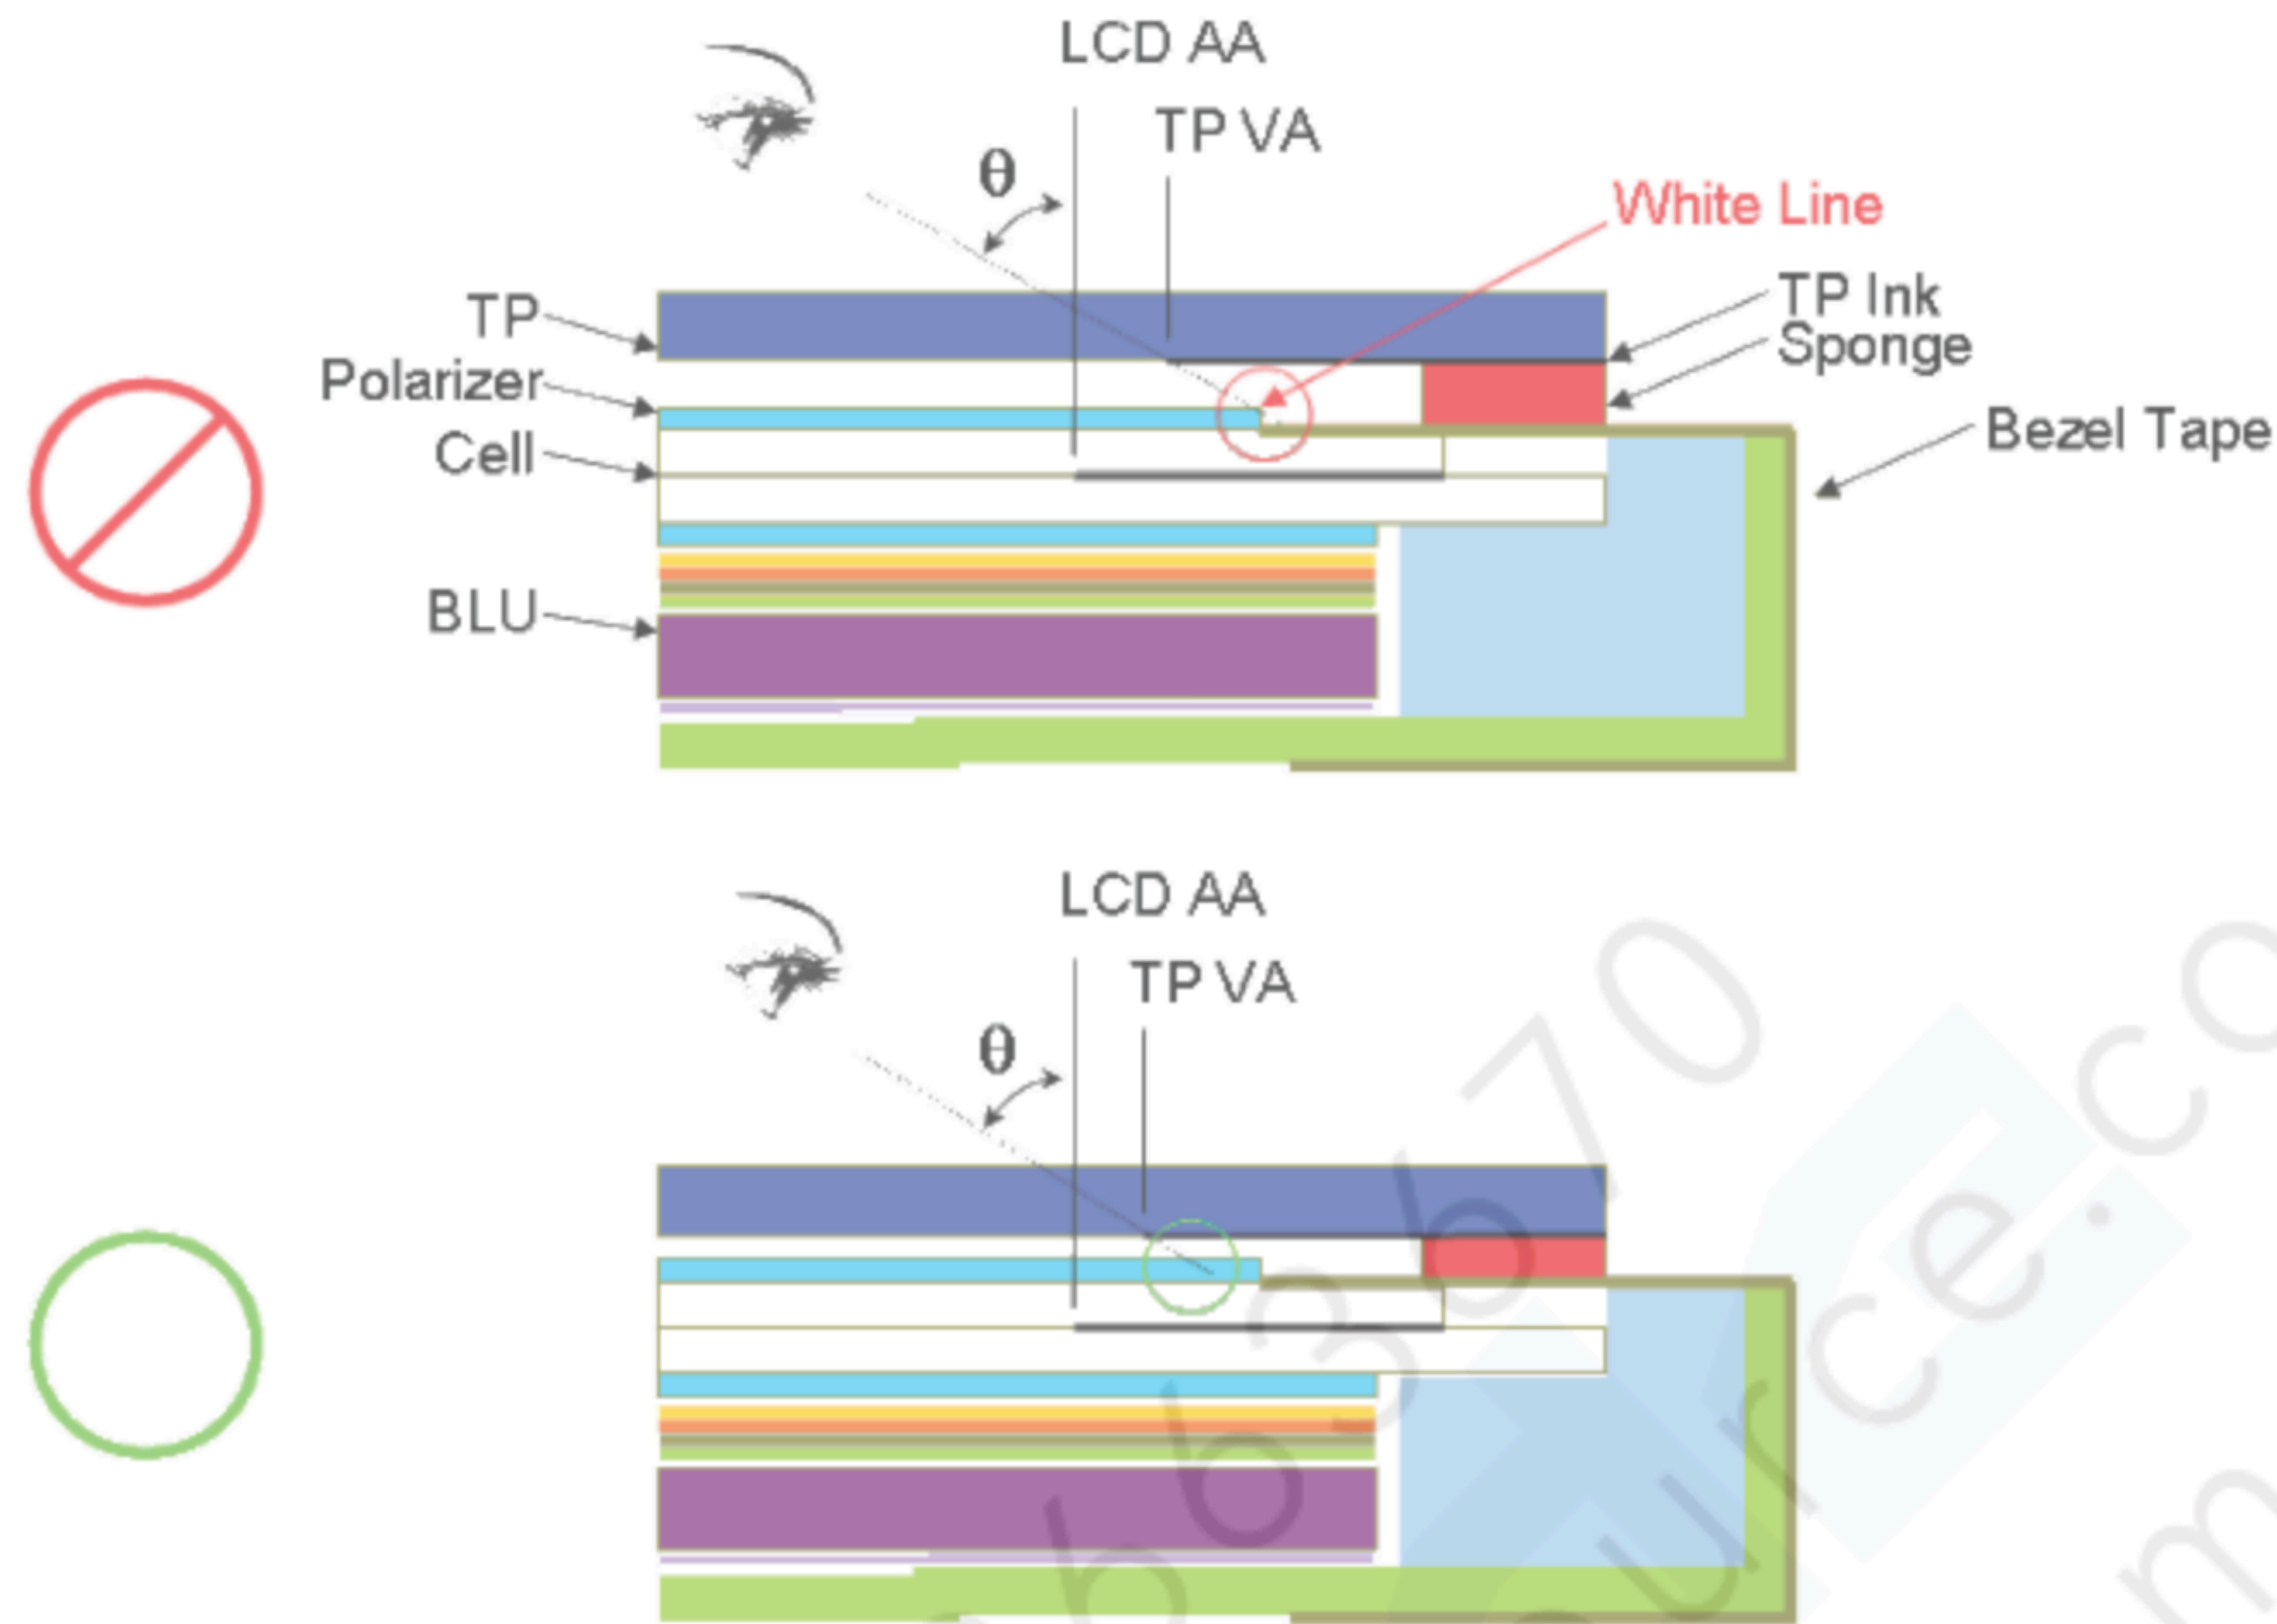 LCD AA
TP VA
θ
White Line
TP
TP Ink
Sponge
Polarizer
Bezel Tape
Cell
BLU
LCD AA
TP VA
θ